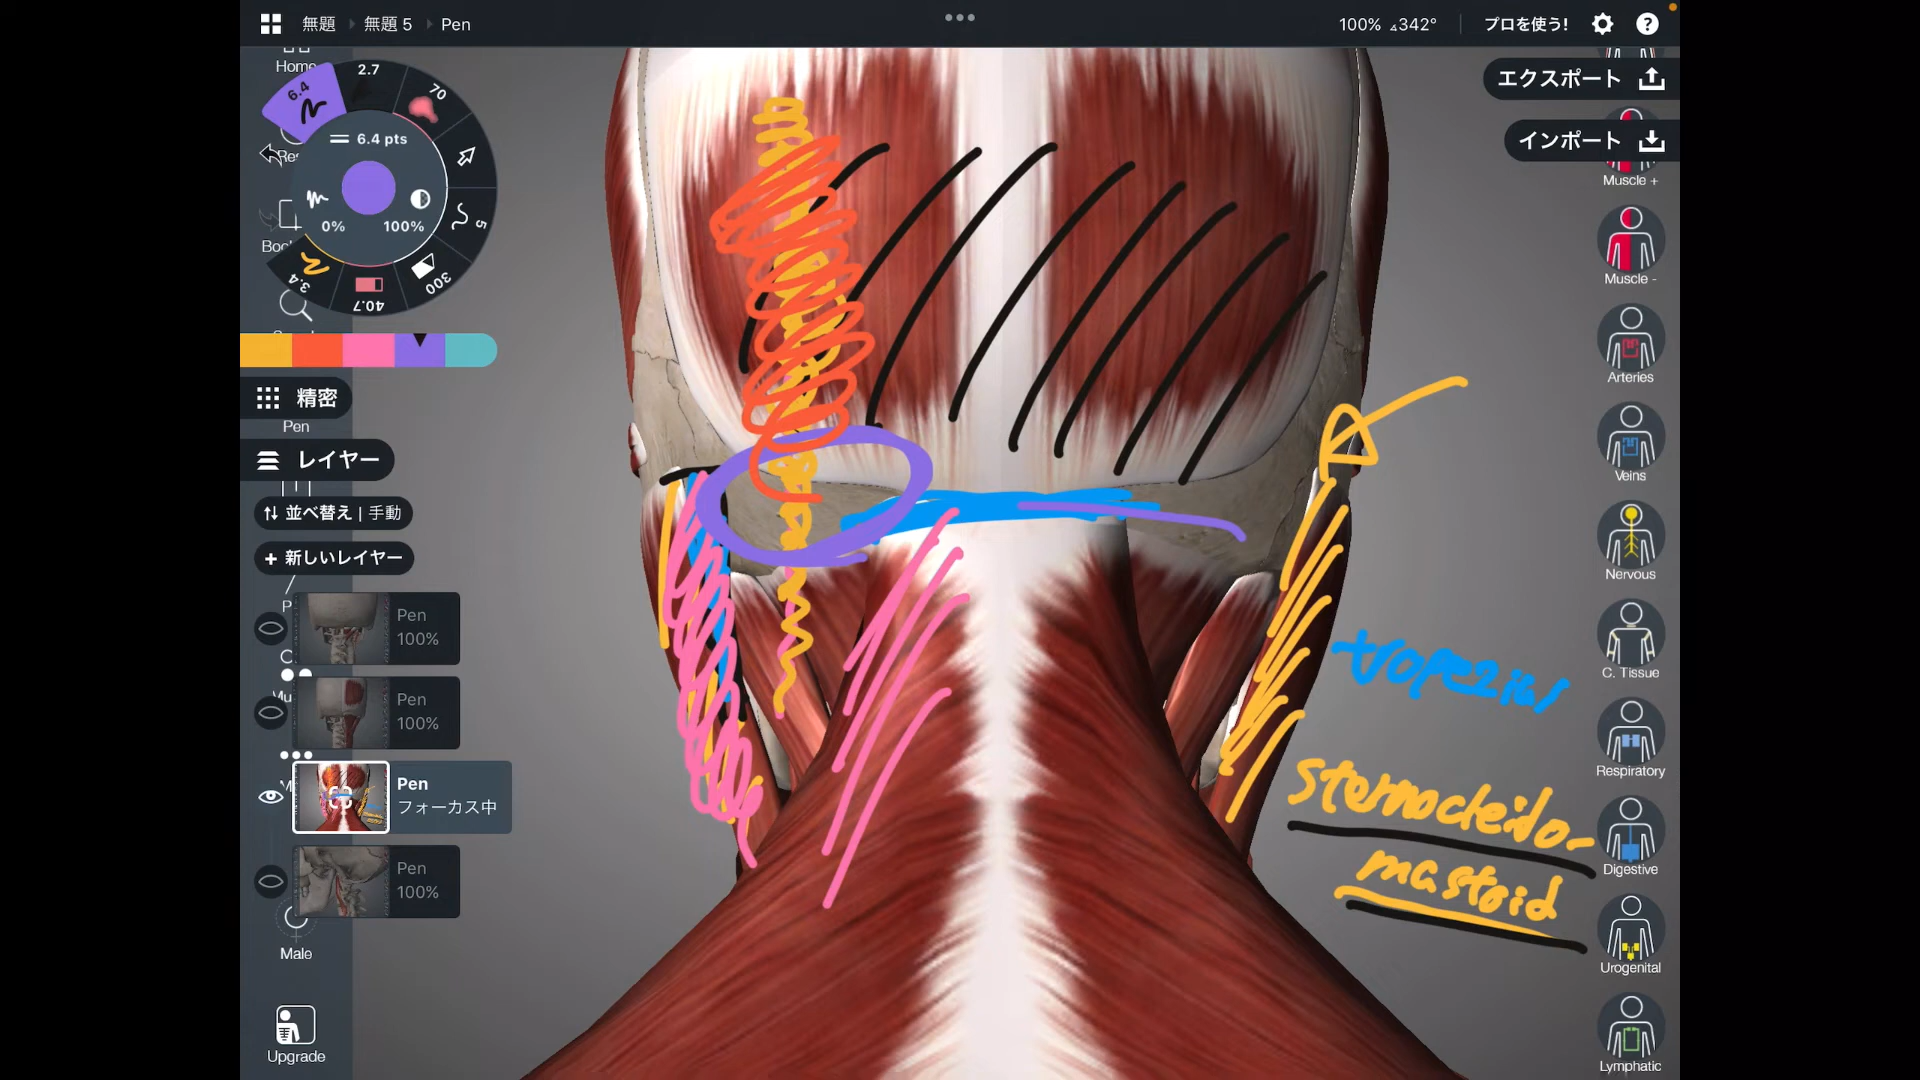 無題
無題 5
Pen
100% ⊿342°
プロを使う!
エクスポート
インポート
Home
2.7
6.4
70
6.4 pts
0%
100%
5
3.4
40.7
300
精密
Pen
レイヤー
並べ替え | 手動
+ 新しいレイヤー
Pen
100%
Pen
100%
Pen
フォーカス中
Pen
100%
Male
Upgrade
trapezius
sternocleido-
mastoid
Muscle +
Muscle -
Arteries
Veins
Nervous
C. Tissue
Respiratory
Digestive
Urogenital
Lymphatic